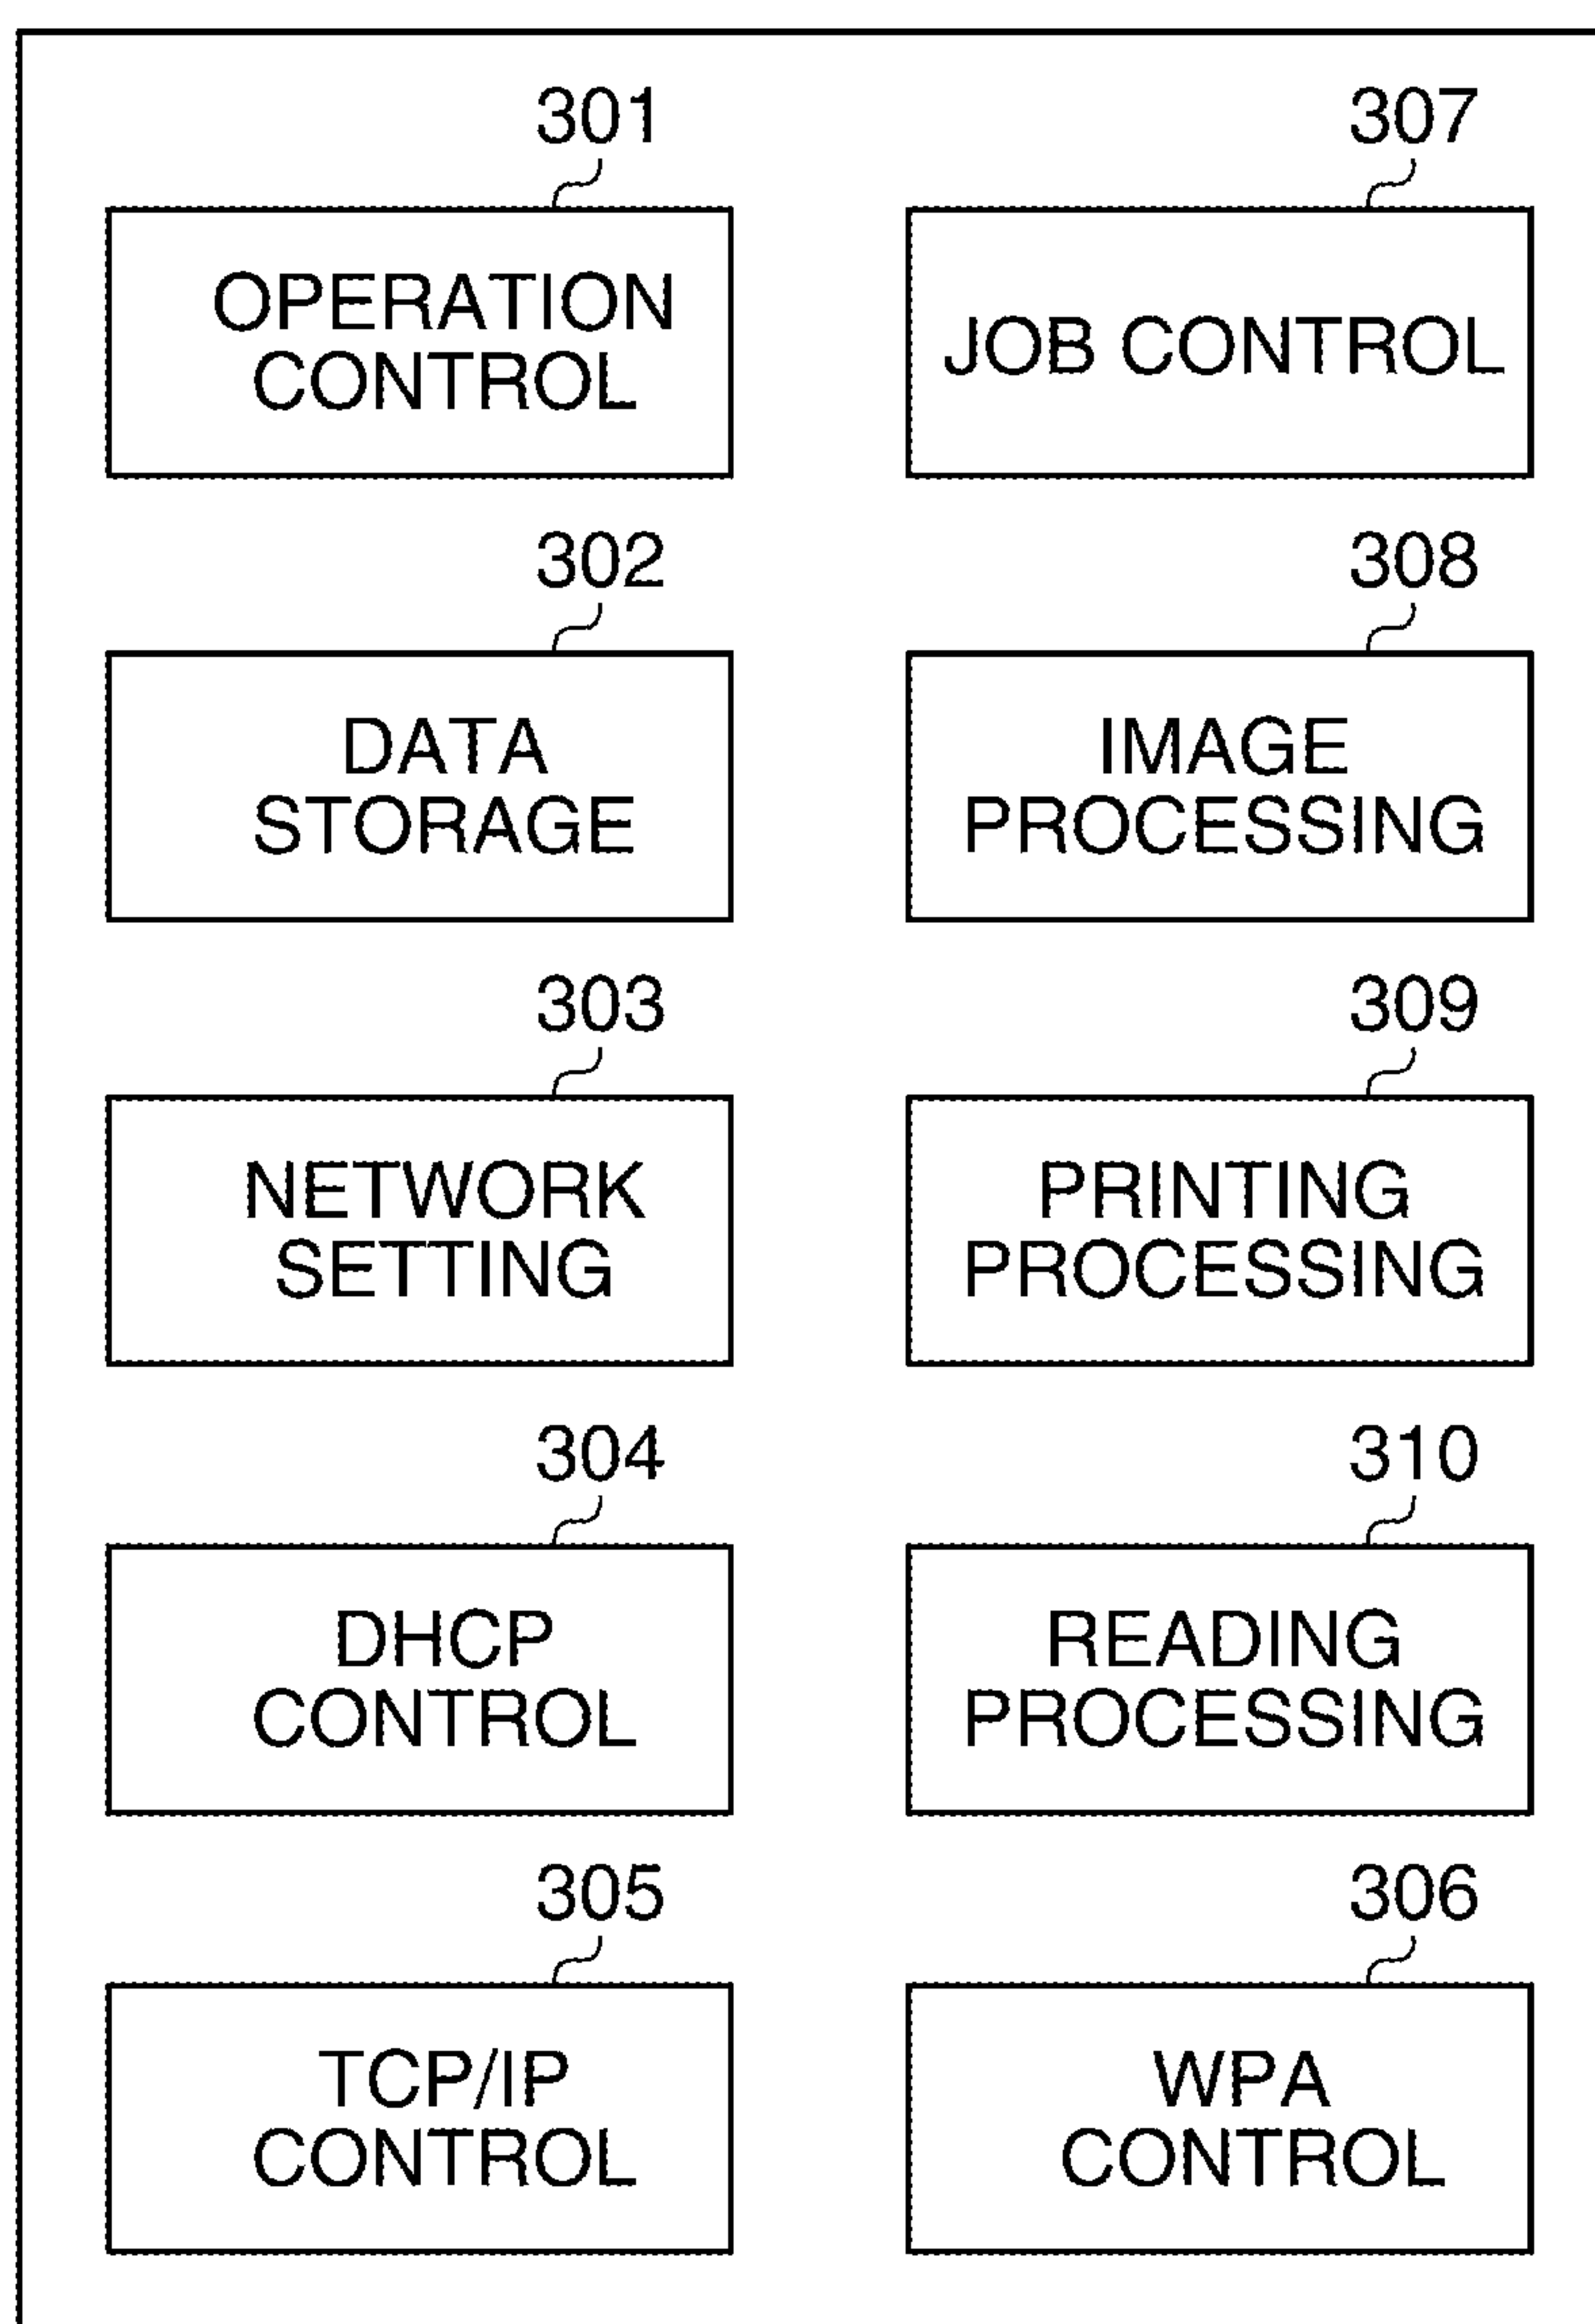 301
OPERATION
CONTROL
307
JOB CONTROL
302
DATA
STORAGE
308
IMAGE
PROCESSING
303
NETWORK
SETTING
309
PRINTING
PROCESSING
304
DHCP
CONTROL
310
READING
PROCESSING
305
TCP/IP
CONTROL
306
WPA
CONTROL